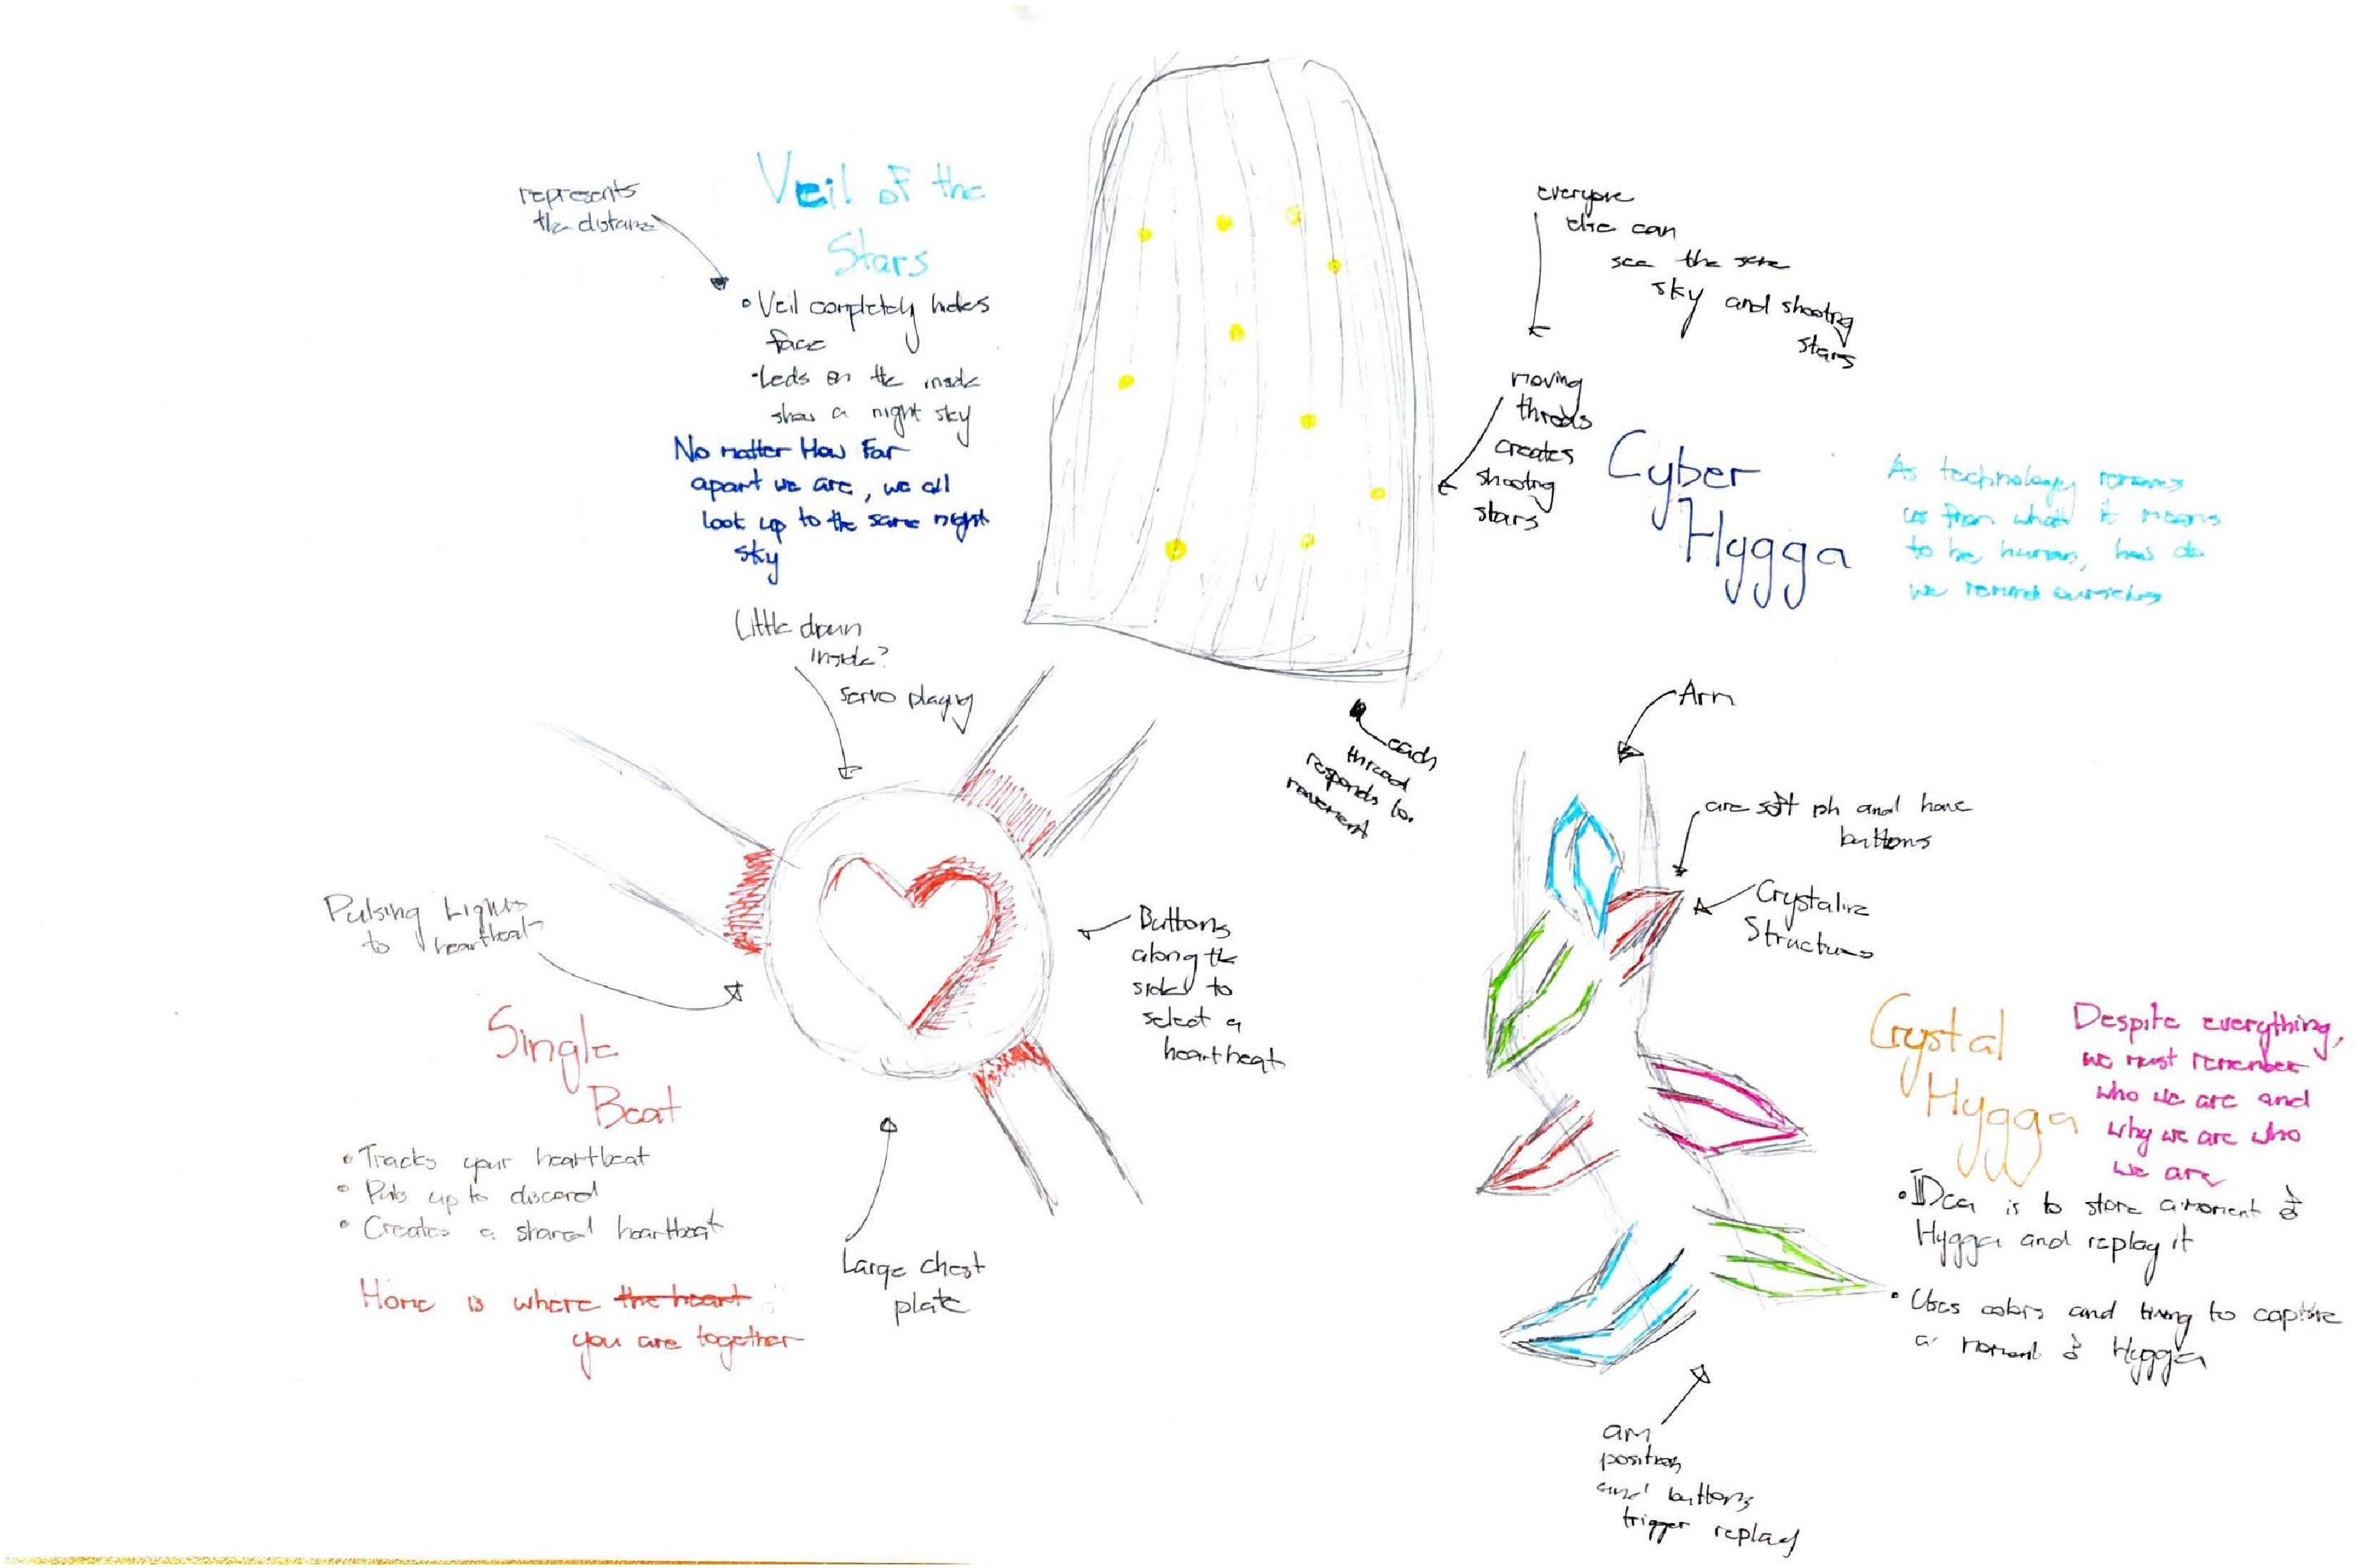 represents
the distance
Veil of the
Stars
• Veil completely hides
face
• Leds on the inside
show a night sky
No matter How Far
apart we are, we all
look up to the same night
sky
everyone
else can
see the same
sky and shooting
stars
moving
threads
creates
shooting
stars
each
thread
responds to
movement
Cyber
Hygga
As technology removes
us from what it means
to be human, how do
we remind ourselves
Little drum
inside?
servo playing
Pulsing Lights
to heartbeat
Buttons
along the
side to
select a
heartbeat
Single
Beat
• Tracks your heartbeat
• Puts up to discord
• Creates a shared heartbeat
Home is where the heart is
you are together
Large chest
plate
Arm
are soft ph and have
buttons
Crystaline
Structures
Crystal
Hygga
Despite everything,
we must remember
who we are and
why we are who
we are
• IDea is to store a moment of
Hygga and replay it
• Uses colors and timing to capture
a moment of Hygga
arm
position
and buttons
trigger replay